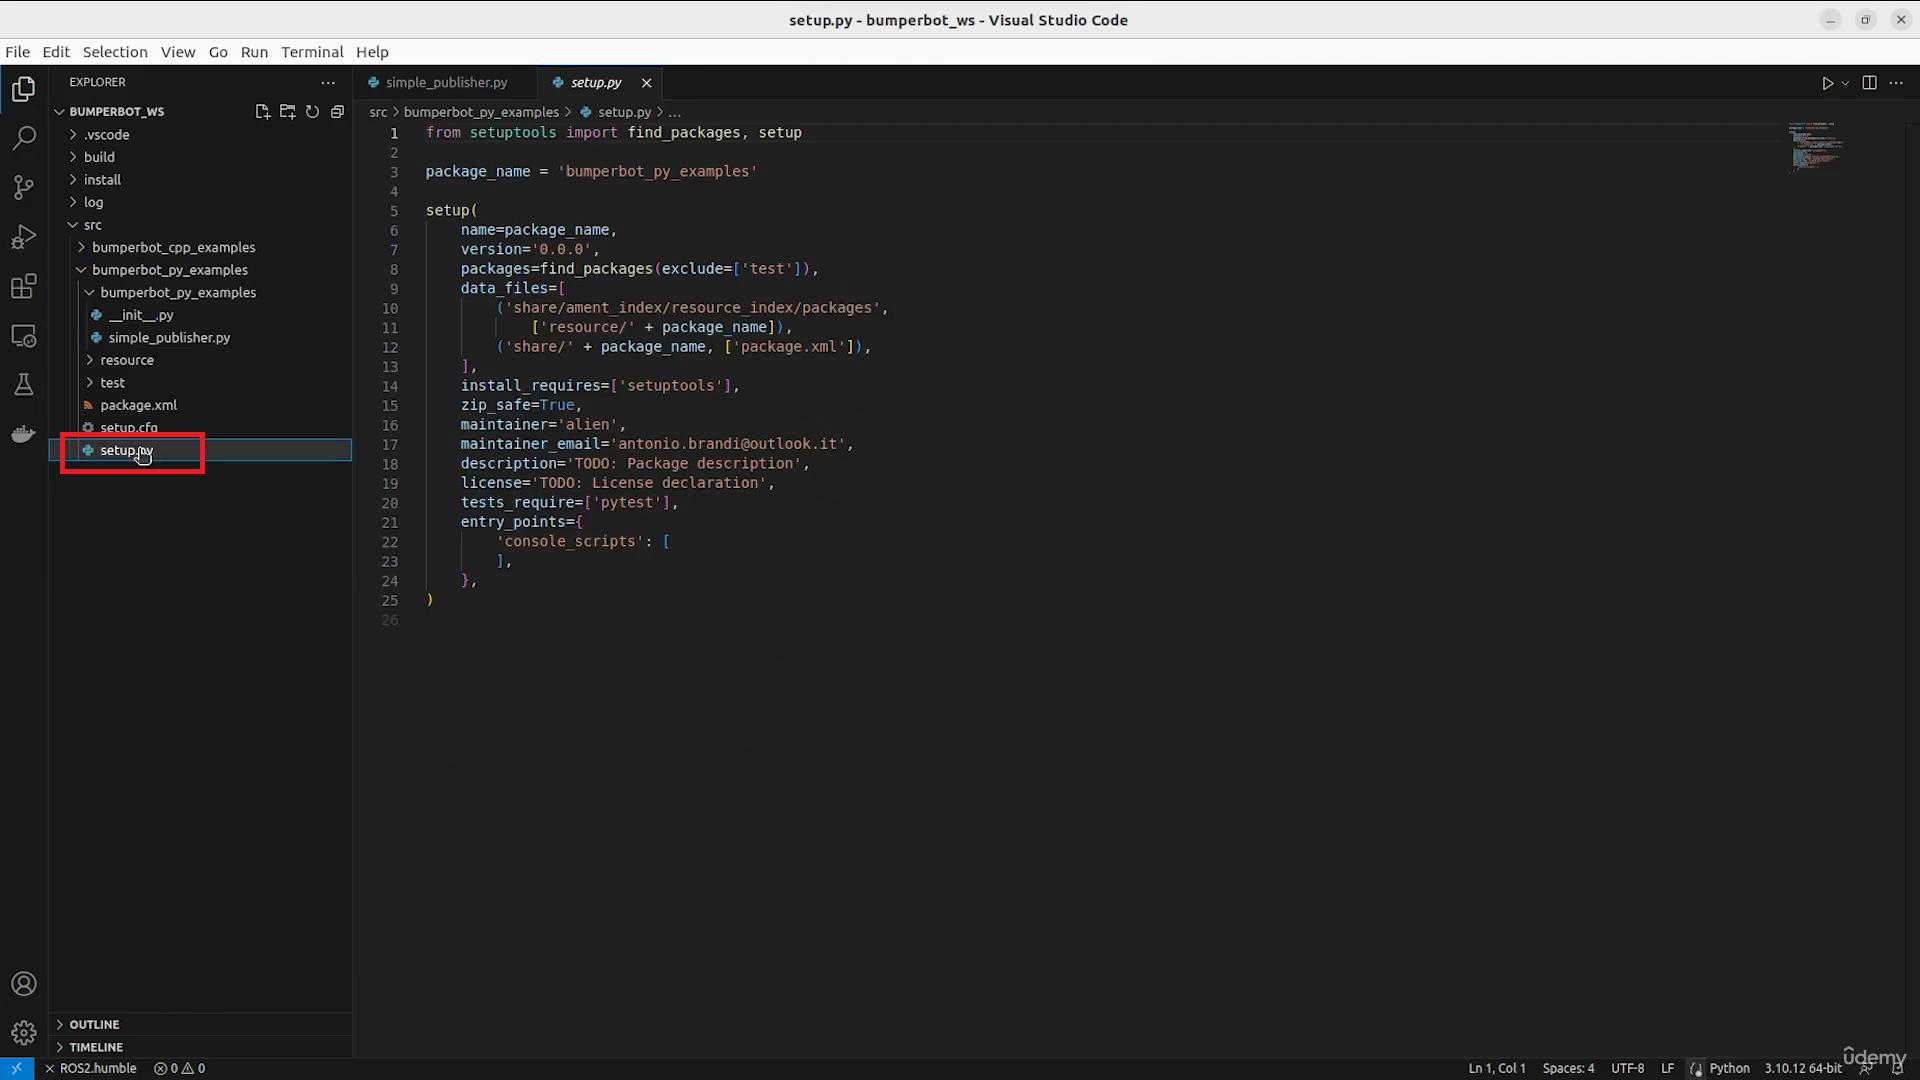 setup.py - bumperbot_ws - Visual Studio Code
File Edit Selection View Go Run Terminal Help
EXPLORER
BUMPERBOT_WS
.vscode
build
install
log
src
bumperbot_cpp_examples
bumperbot_py_examples
bumperbot_py_examples
__init__.py
simple_publisher.py
resource
test
package.xml
setup.cfg
setup.py
OUTLINE
TIMELINE
simple_publisher.py setup.py
src > bumperbot_py_examples > setup.py > ...
1 from setuptools import find_packages, setup
2
3 package_name = 'bumperbot_py_examples'
4
5 setup(
6 name=package_name,
7 version='0.0.0',
8 packages=find_packages(exclude=['test']),
9 data_files=[
10 ('share/ament_index/resource_index/packages',
11 ['resource/' + package_name]),
12 ('share/' + package_name, ['package.xml']),
13 ],
14 install_requires=['setuptools'],
15 zip_safe=True,
16 maintainer='alien',
17 maintainer_email='antonio.brandi@outlook.it',
18 description='TODO: Package description',
19 license='TODO: License declaration',
20 tests_require=['pytest'],
21 entry_points={
22 'console_scripts': [
23 ],
24 },
25 )
26
ROS2.humble 0 0
Ln 1, Col 1 Spaces: 4 UTF-8 LF Python 3.10.12 64-bit
udemy